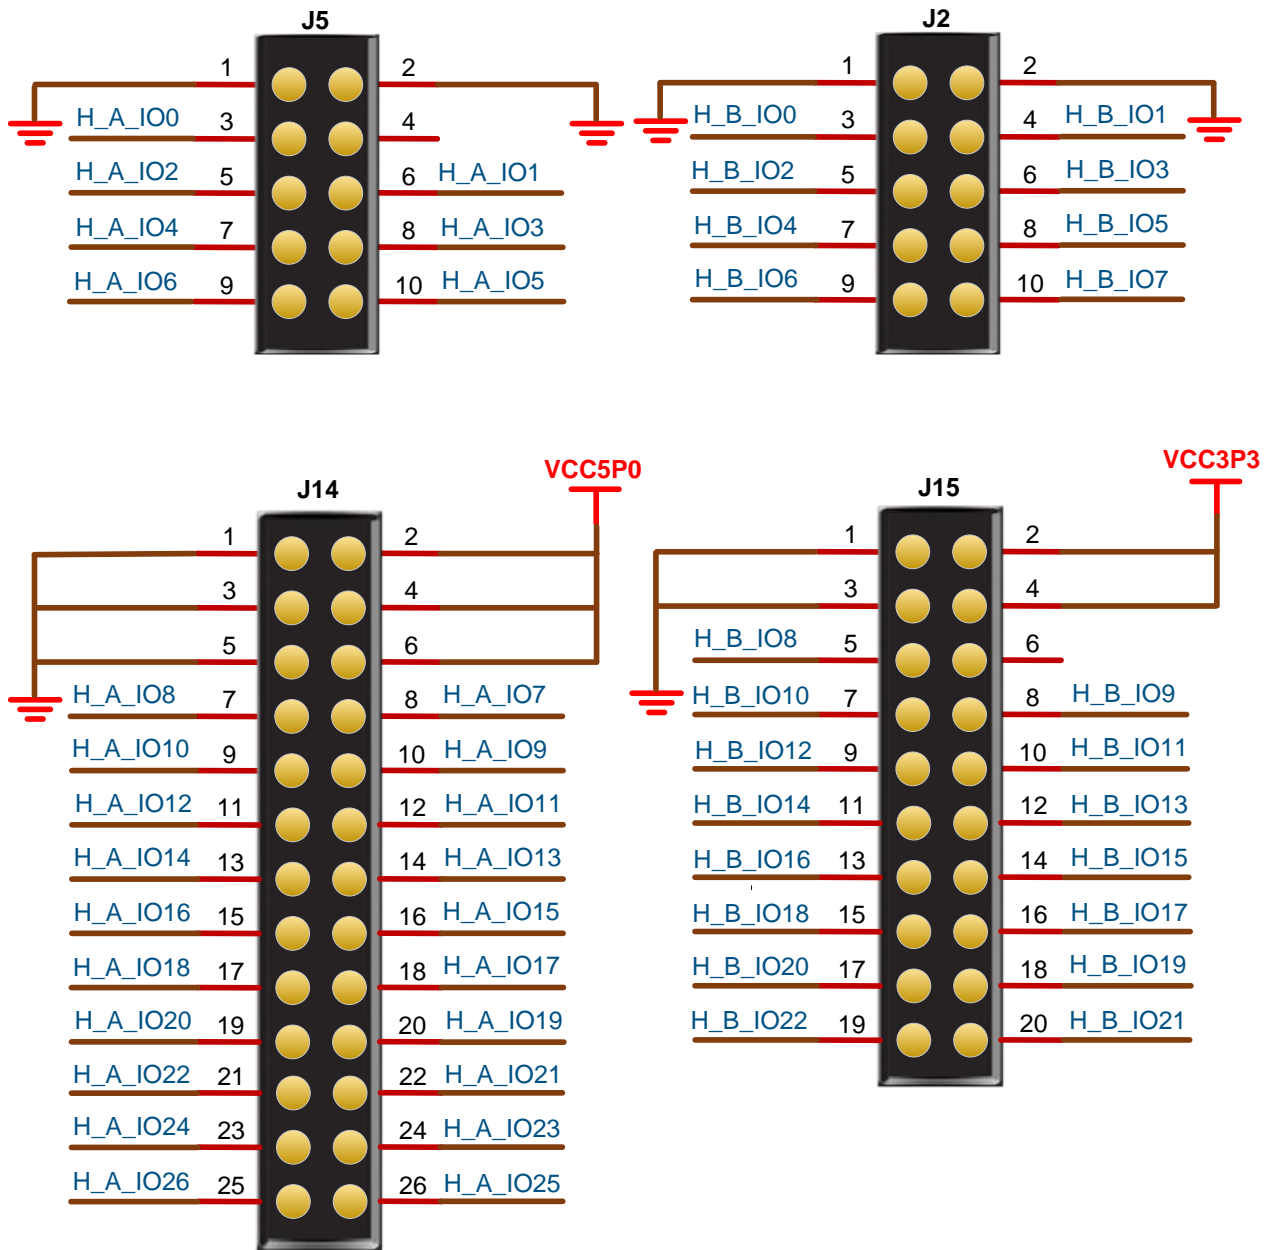 J5
1 2
H_A_IO0 3 4
H_A_IO2 5 6 H_A_IO1
H_A_IO4 7 8 H_A_IO3
H_A_IO6 9 10 H_A_IO5
J2
1 2
H_B_IO0 3 4 H_B_IO1
H_B_IO2 5 6 H_B_IO3
H_B_IO4 7 8 H_B_IO5
H_B_IO6 9 10 H_B_IO7
VCC5P0
J14
1 2
3 4
5 6
H_A_IO8 7 8 H_A_IO7
H_A_IO10 9 10 H_A_IO9
H_A_IO12 11 12 H_A_IO11
H_A_IO14 13 14 H_A_IO13
H_A_IO16 15 16 H_A_IO15
H_A_IO18 17 18 H_A_IO17
H_A_IO20 19 20 H_A_IO19
H_A_IO22 21 22 H_A_IO21
H_A_IO24 23 24 H_A_IO23
H_A_IO26 25 26 H_A_IO25
VCC3P3
J15
1 2
3 4
H_B_IO8 5 6
H_B_IO10 7 8 H_B_IO9
H_B_IO12 9 10 H_B_IO11
H_B_IO14 11 12 H_B_IO13
H_B_IO16 13 14 H_B_IO15
H_B_IO18 15 16 H_B_IO17
H_B_IO20 17 18 H_B_IO19
H_B_IO22 19 20 H_B_IO21